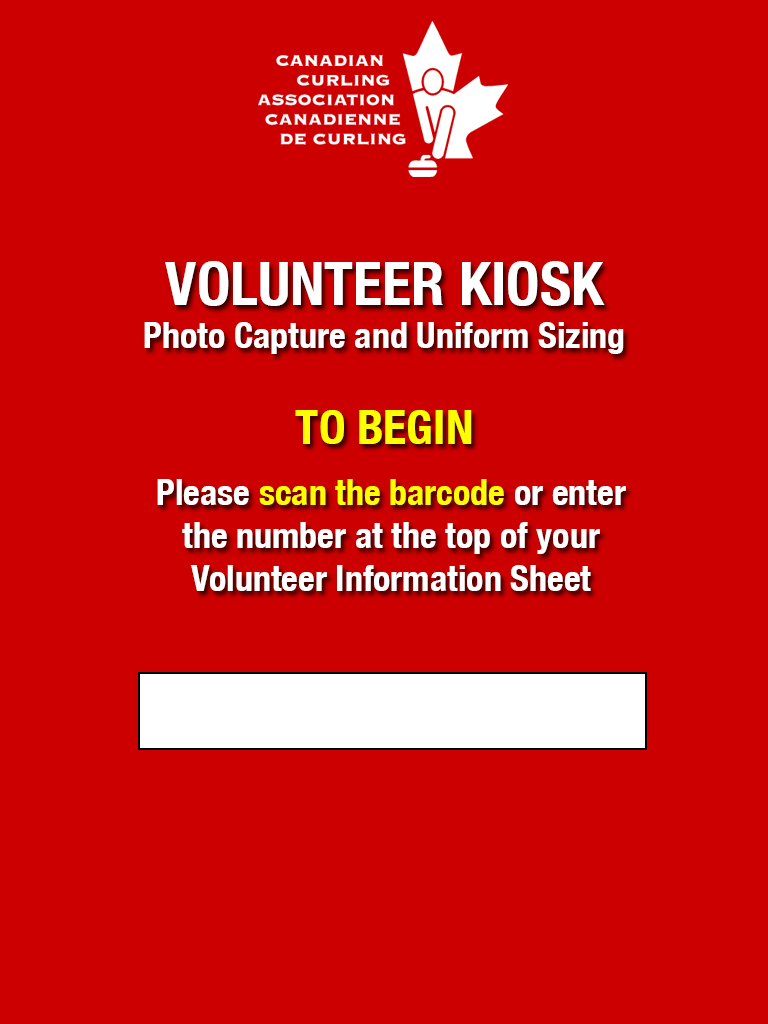 CANADIAN
CURLING
ASSOCIATION
CANADIENNE
DE CURLING
VOLUNTEER KIOSK
Photo Capture and Uniform Sizing
TO BEGIN
Please scan the barcode or enter
the number at the top of your
Volunteer Information Sheet